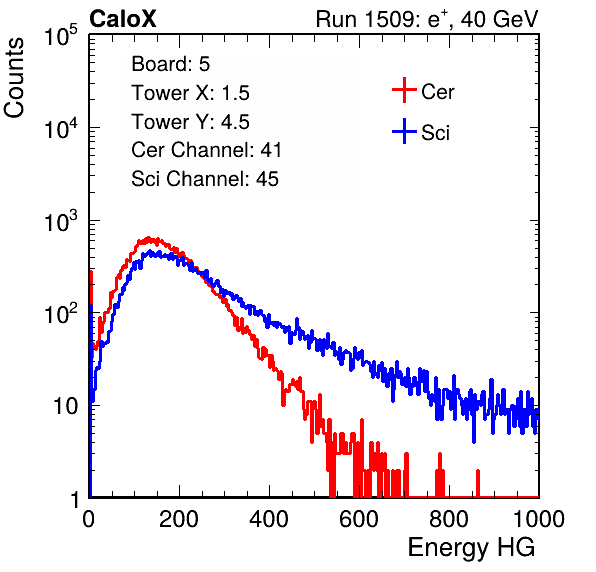 CaloX Run 1509: e⁺, 40 GeV
Counts
Board: 5
Tower X: 1.5
Tower Y: 4.5
Cer Channel: 41
Sci Channel: 45
Cer
Sci
10⁵
10⁴
10³
10²
10
1
0 200 400 600 800 1000
Energy HG